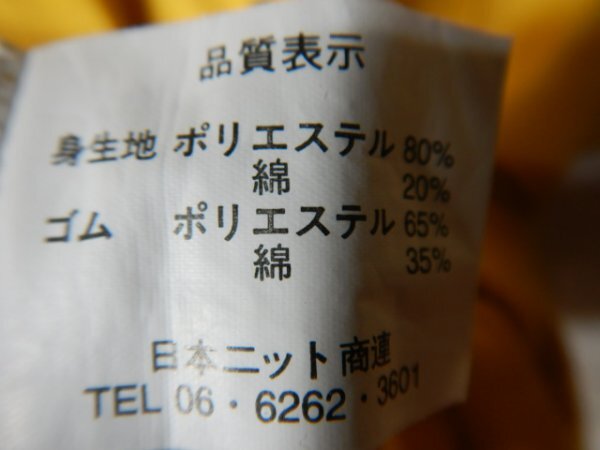 品質表示
身生地 ポリエステル 80%
綿 20%
ゴム ポリエステル 65%
綿 35%
日本ニット商連
TEL 06・6262・3601